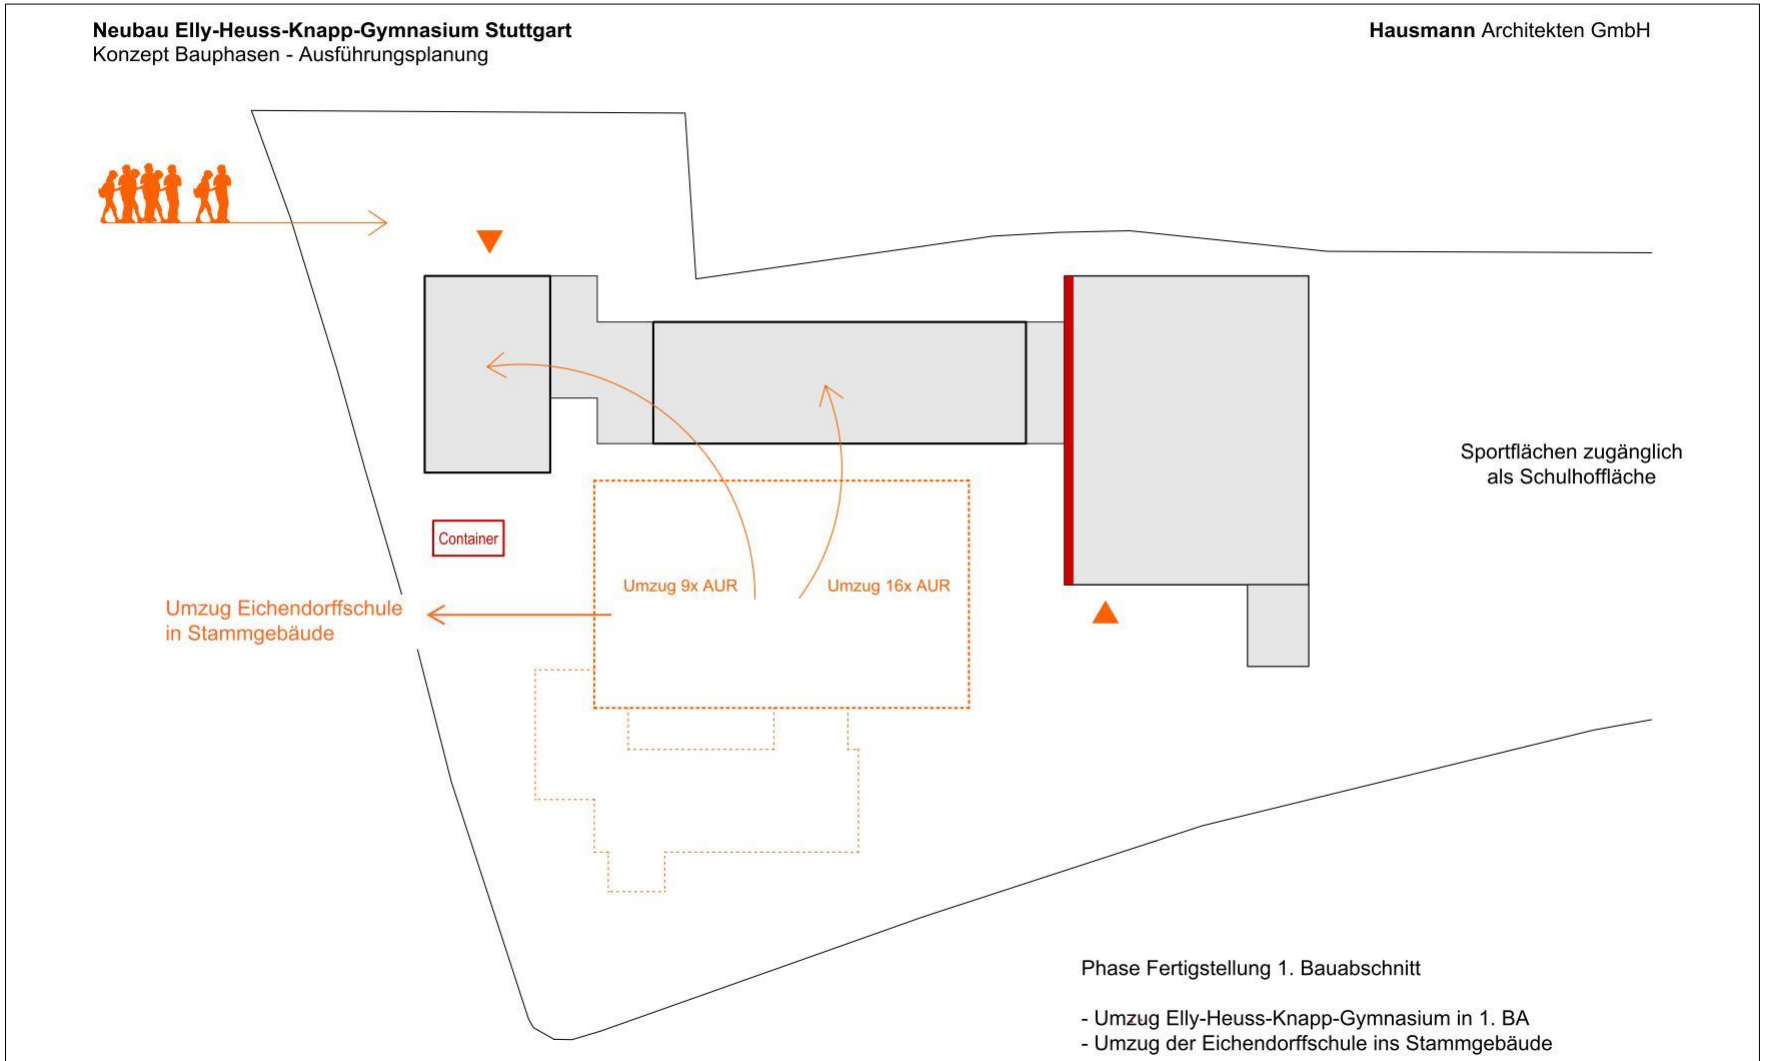 Neubau Elly-Heuss-Knapp-Gymnasium Stuttgart
Konzept Bauphasen - Ausführungsplanung
Hausmann Architekten GmbH
Sportflächen zugänglich
als Schulhoffläche
Container
Umzug 9x AUR
Umzug 16x AUR
Umzug Eichendorffschule
in Stammgebäude
Phase Fertigstellung 1. Bauabschnitt
- Umzug Elly-Heuss-Knapp-Gymnasium in 1. BA
- Umzug der Eichendorffschule ins Stammgebäude